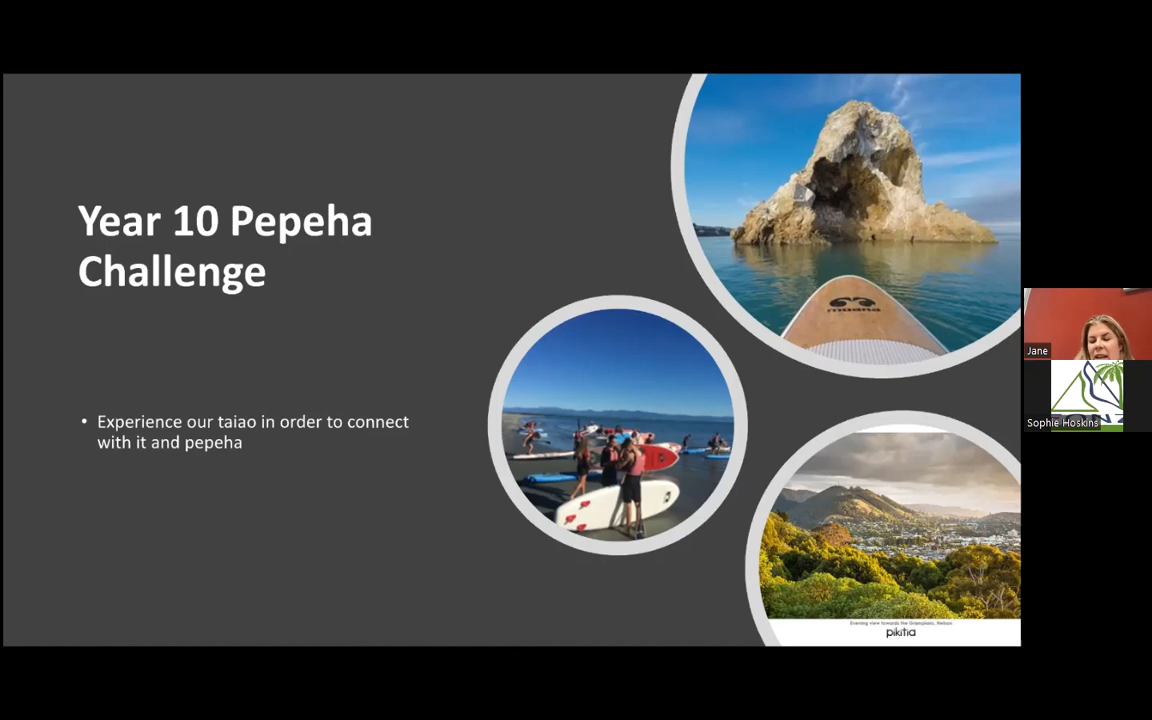 Year 10 Pepeha
Challenge
• Experience our taiao in order to connect
with it and pepeha
moana
Evening view towards the Grampians, Nelson
pikitia
Jane
Sophie Hoskins